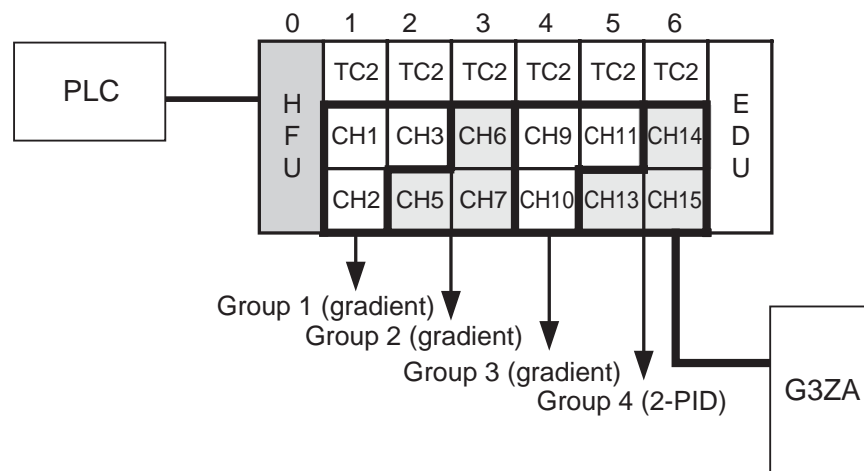 0 1 2 3 4 5 6
PLC
HFU
TC2 TC2 TC2 TC2 TC2 TC2
EDU
CH1 CH3 CH6 CH9 CH11 CH14
CH2 CH5 CH7 CH10 CH13 CH15
Group 1 (gradient)
Group 2 (gradient)
Group 3 (gradient)
Group 4 (2-PID)
G3ZA